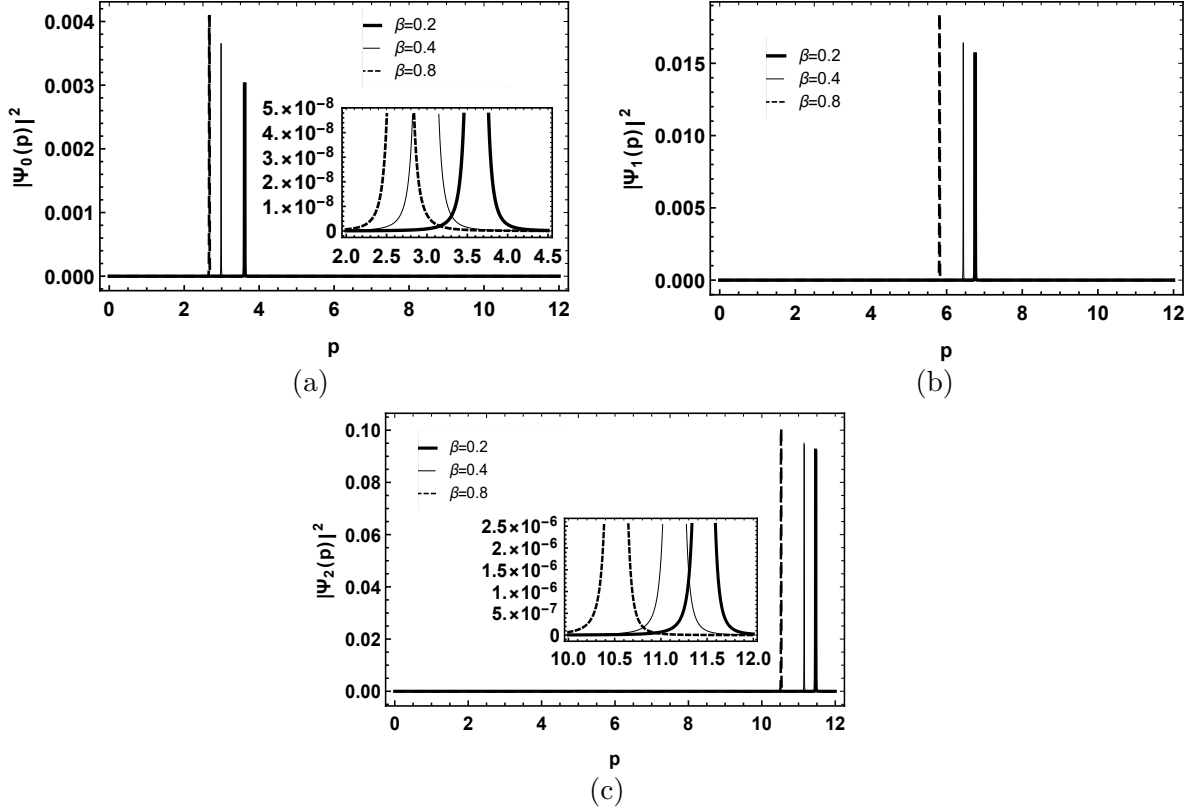 0.004
0.003
0.002
0.001
0.000
|Ψ0(p)|²
β=0.2
β=0.4
β=0.8
5.×10⁻⁸
4.×10⁻⁸
3.×10⁻⁸
2.×10⁻⁸
1.×10⁻⁸
0
2.0 2.5 3.0 3.5 4.0 4.5
0 2 4 6 8 10 12
p
(a)
0.015
0.010
0.005
0.000
|Ψ1(p)|²
β=0.2
β=0.4
β=0.8
0 2 4 6 8 10 12
p
(b)
0.10
0.08
0.06
0.04
0.02
0.00
|Ψ2(p)|²
β=0.2
β=0.4
β=0.8
2.5×10⁻⁶
2.×10⁻⁶
1.5×10⁻⁶
1.×10⁻⁶
5.×10⁻⁷
0
10.0 10.5 11.0 11.5 12.0
0 2 4 6 8 10 12
p
(c)